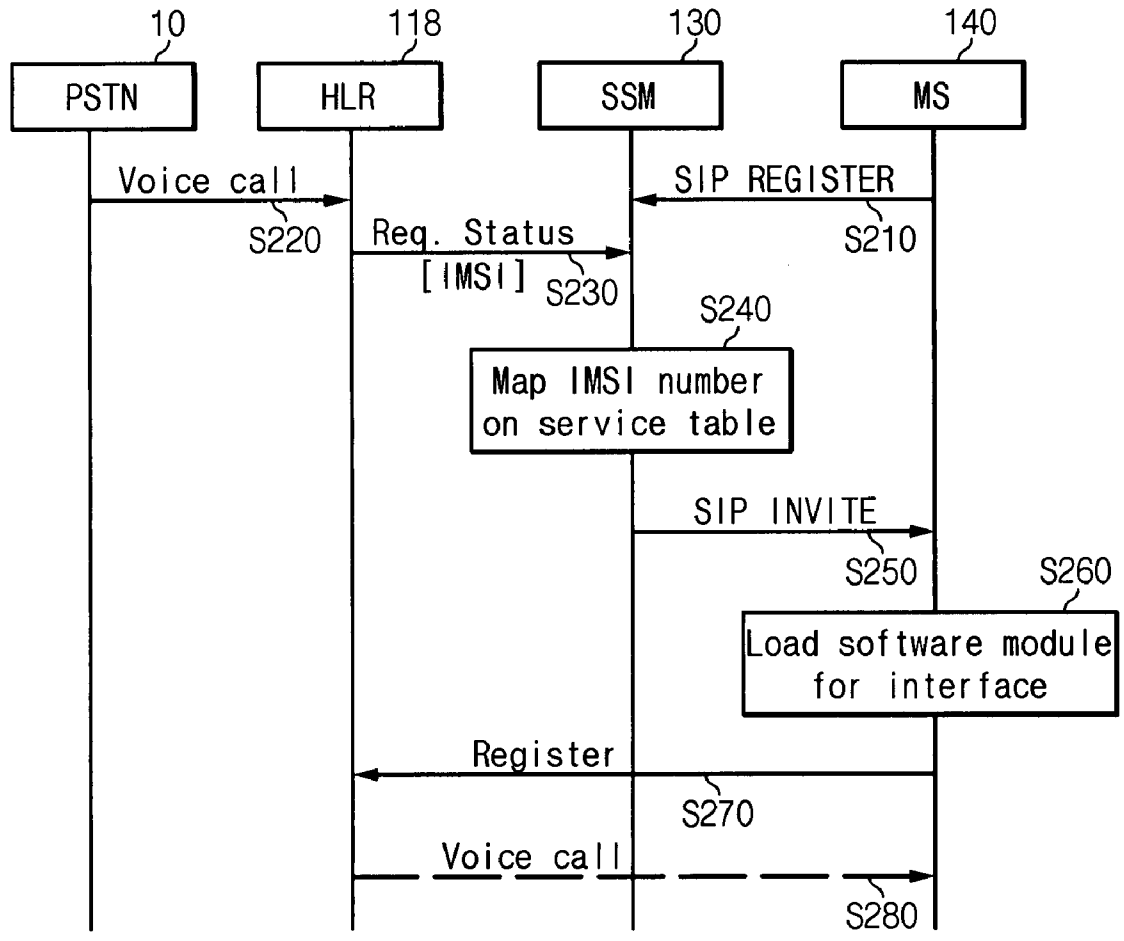 10
118
130
140
PSTN
HLR
SSM
MS
Voice call
SIP REGISTER
S220
S210
Req. Status
[IMSI]
S230
S240
Map IMSI number
on service table
SIP INVITE
S250
S260
Load software module
for interface
Register
S270
Voice call
S280